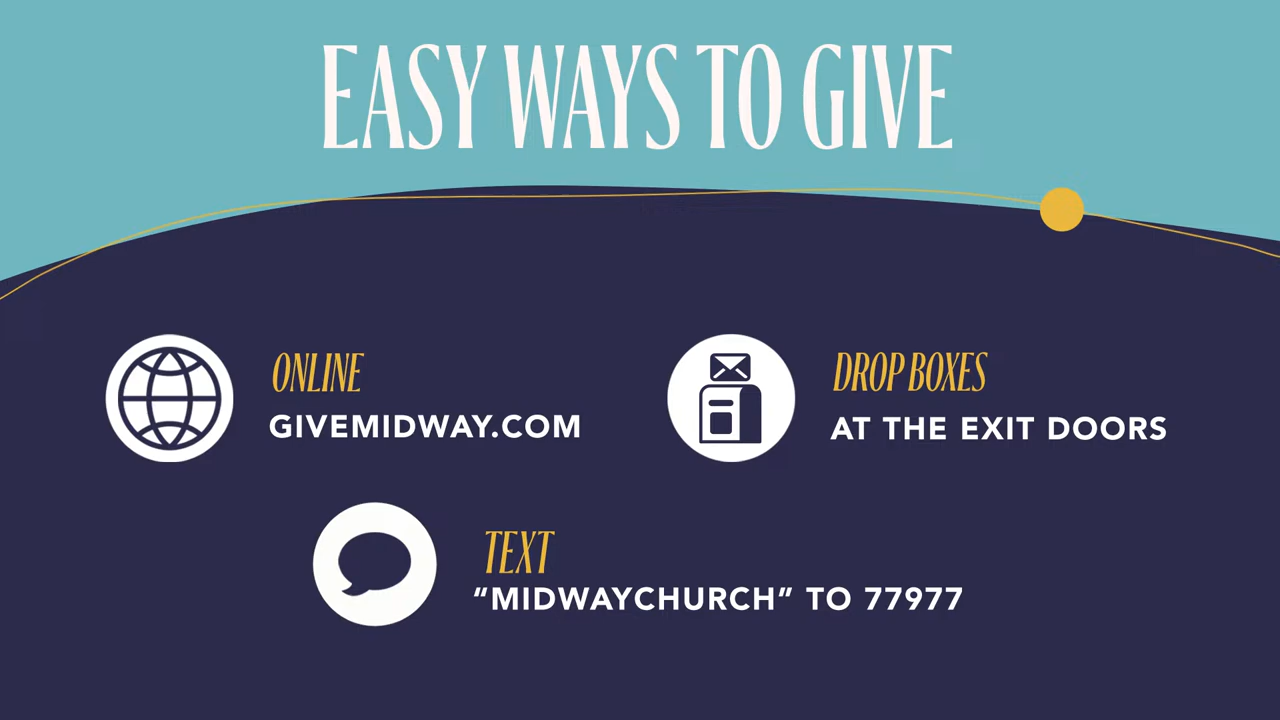 EASY WAYS TO GIVE
ONLINE
GIVEMIDWAY.COM
DROP BOXES
AT THE EXIT DOORS
TEXT
“MIDWAYCHURCH” TO 77977